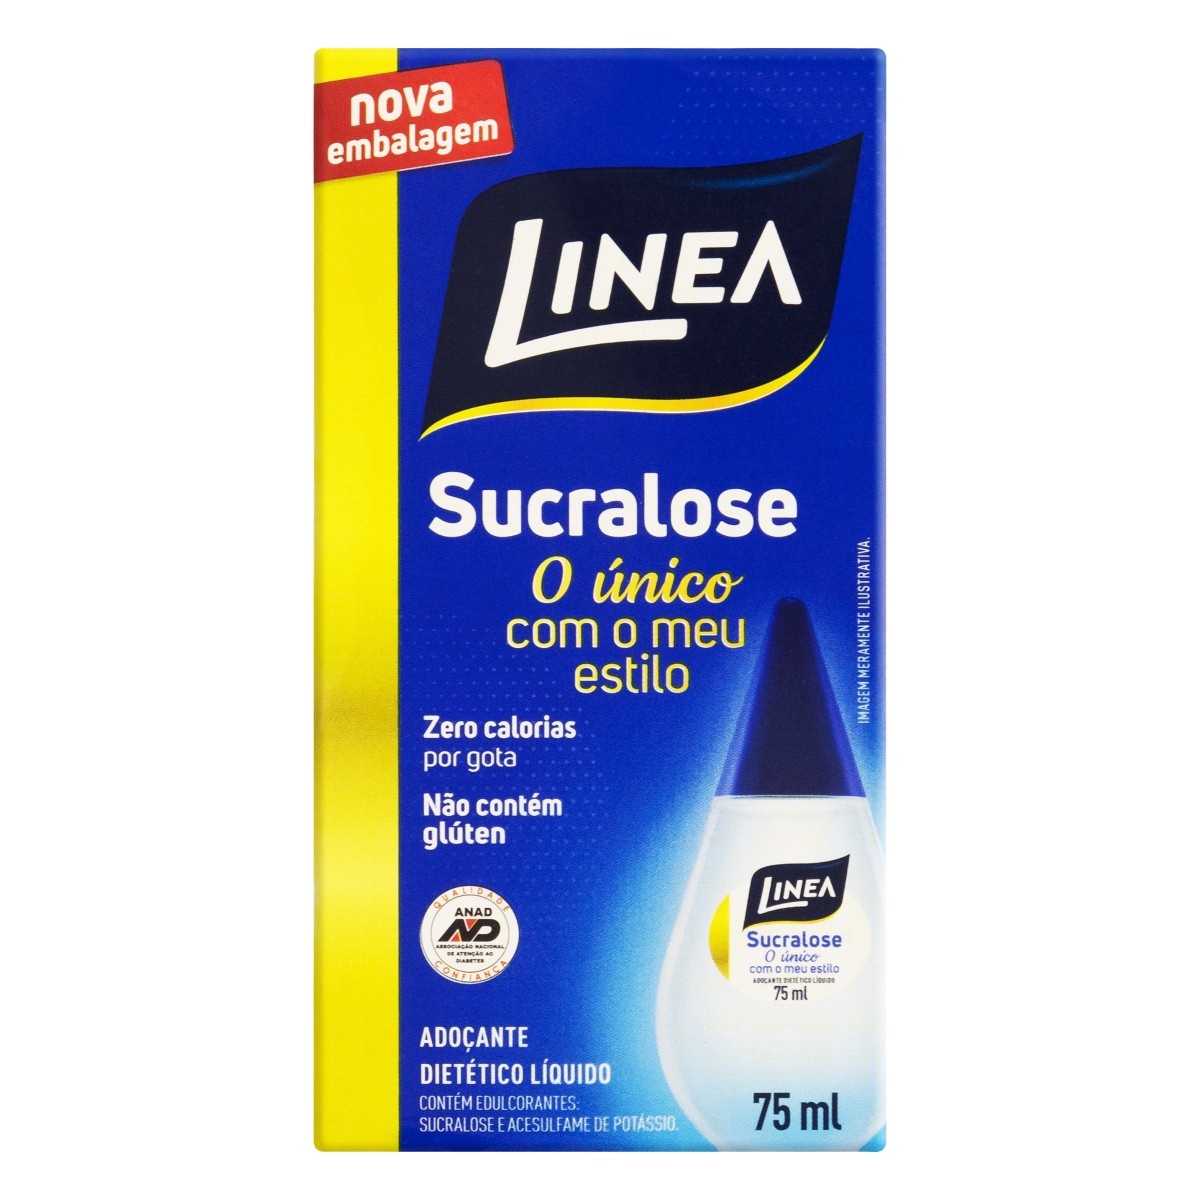 nova
embalagem
LINEA
Sucralose
O único
com o meu
estilo
Zero calorias
por gota
Não contém
glúten
QUALIDADE
ANAD
AND
ASSOCIAÇÃO NACIONAL
DE ATENÇÃO AO
DIABETES
CONFIANÇA
ADOÇANTE
DIETÉTICO LÍQUIDO
CONTÉM EDULCORANTES:
SUCRALOSE E ACESULFAME DE POTÁSSIO.
IMAGEM MERAMENTE ILUSTRATIVA.
LINEA
Sucralose
O único
com o meu estilo
ADOÇANTE DIETÉTICO LÍQUIDO
75 ml
75 ml